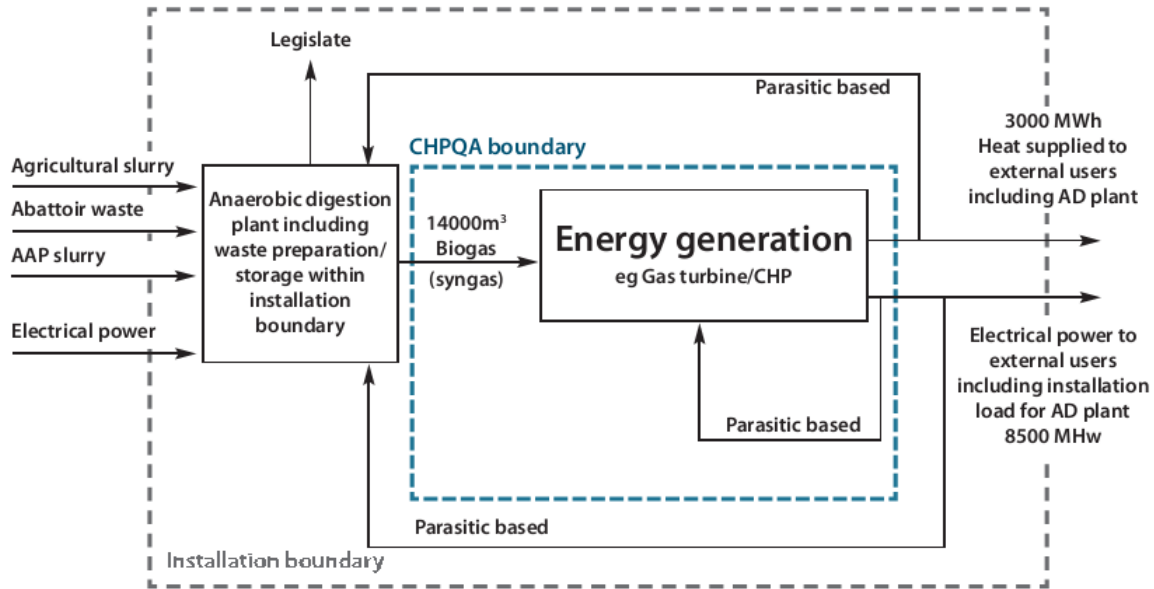 Legislate
Parasitic based
3000 MWh
Heat supplied to
external users
including AD plant
CHPQA boundary
Agricultural slurry
Abattoir waste
AAP slurry
Electrical power
Anaerobic digestion
plant including
waste preparation/
storage within
installation
boundary
14000m³
Biogas
(syngas)
Energy generation
eg Gas turbine/CHP
Electrical power to
external users
including installation
load for AD plant
8500 MHw
Parasitic based
Parasitic based
Installation boundary